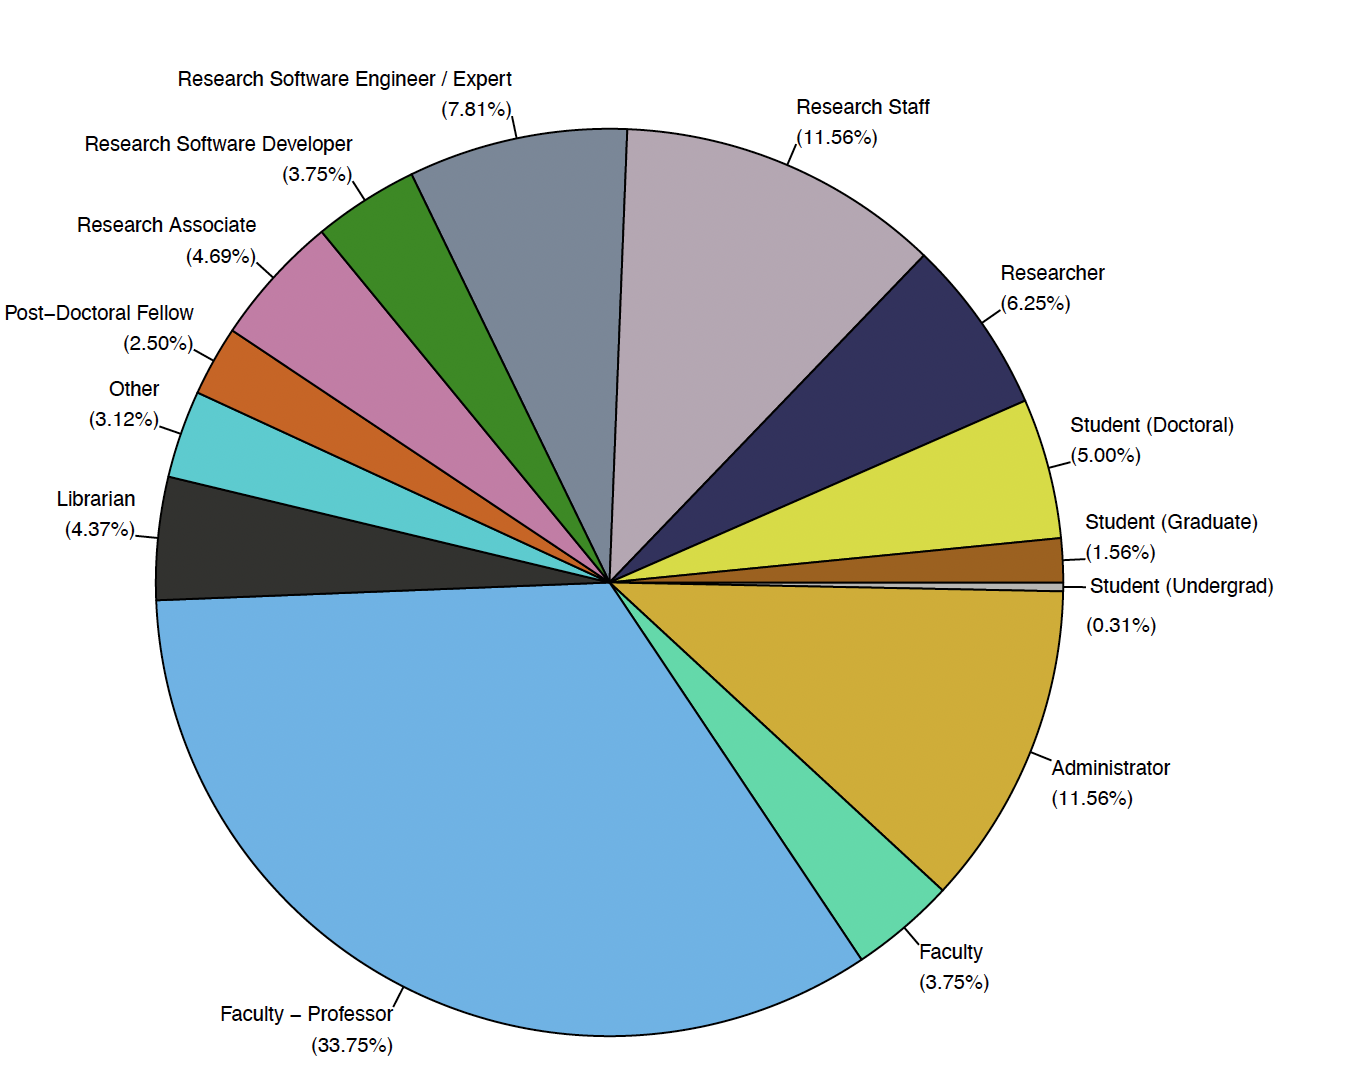 Research Software Engineer / Expert
(7.81%)
Research Staff
(11.56%)
Research Software Developer
(3.75%)
Research Associate
(4.69%)
Researcher
(6.25%)
Post−Doctoral Fellow
(2.50%)
Other
(3.12%)
Student (Doctoral)
(5.00%)
Librarian
(4.37%)
Student (Graduate)
(1.56%)
Student (Undergrad)
(0.31%)
Administrator
(11.56%)
Faculty
(3.75%)
Faculty − Professor
(33.75%)